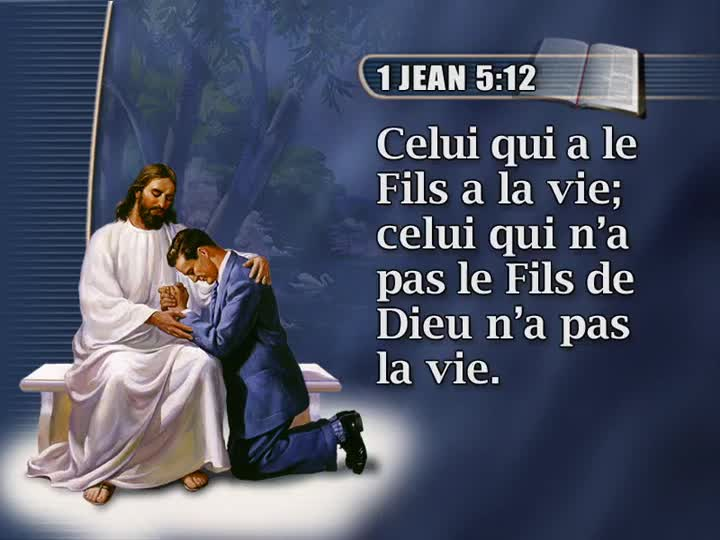 1 JEAN 5:12
Celui qui a le
Fils a la vie;
celui qui n’a
pas le Fils de
Dieu n’a pas
la vie.